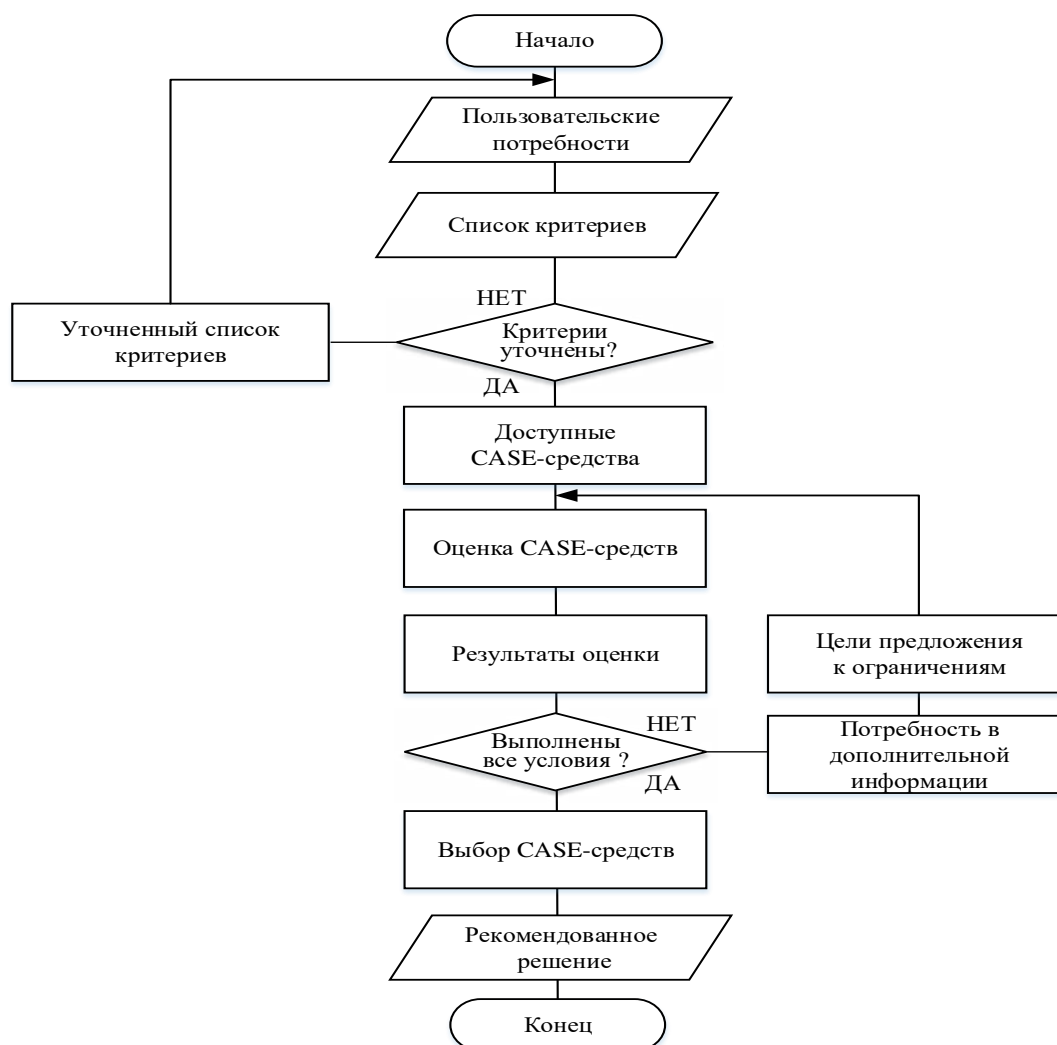 Начало
Пользовательские
потребности
Список критериев
НЕТ
Уточненный список
критериев
Критерии
уточнены?
ДА
Доступные
CASE-средства
Оценка CASE-средств
Результаты оценки
Цели предложения
к ограничениям
НЕТ
Выполнены
все условия ?
Потребность в
дополнительной
информации
ДА
Выбор CASE-средств
Рекомендованное
решение
Конец